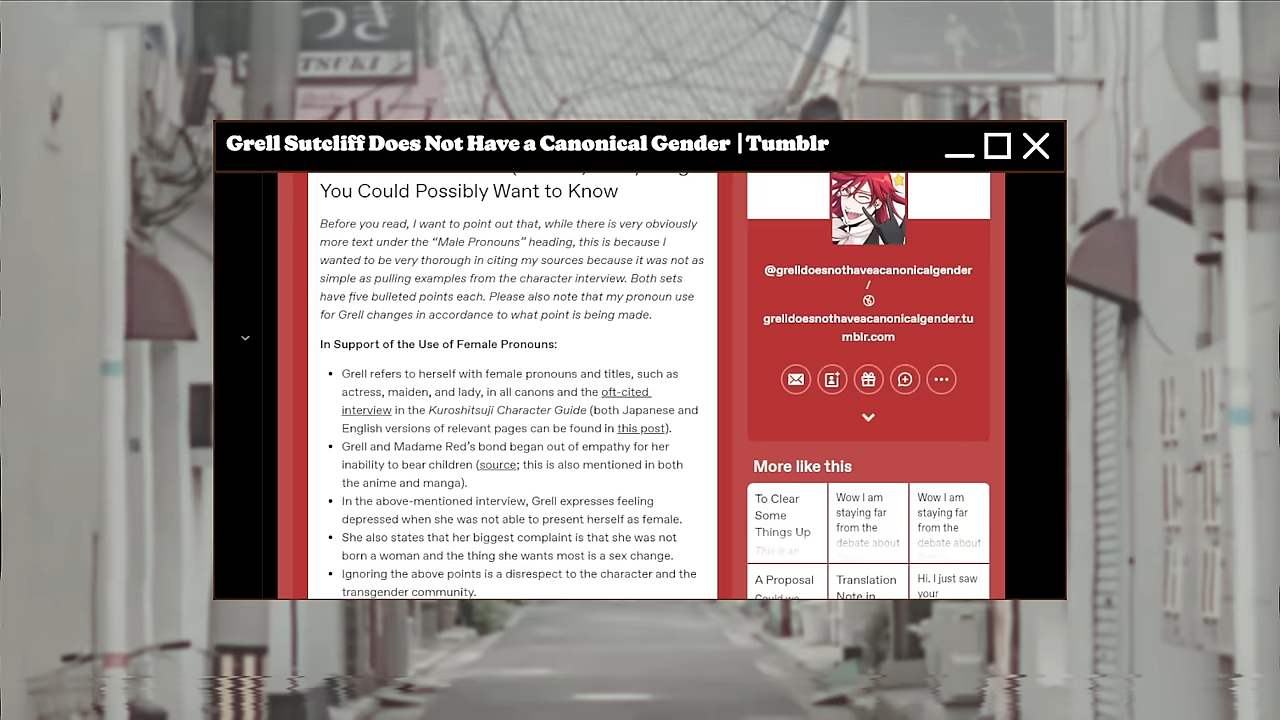 つき
TSUKI
Grell Sutcliff Does Not Have a Canonical Gender | Tumblr
You Could Possibly Want to Know
Before you read, I want to point out that, while there is very obviously
more text under the “Male Pronouns” heading, this is because I
wanted to be very thorough in citing my sources because it was not as
simple as pulling examples from the character interview. Both sets
have five bulleted points each. Please also note that my pronoun use
for Grell changes in accordance to what point is being made.
In Support of the Use of Female Pronouns:
• Grell refers to herself with female pronouns and titles, such as
actress, maiden, and lady, in all canons and the oft-cited
interview in the Kuroshitsuji Character Guide (both Japanese and
English versions of relevant pages can be found in this post).
• Grell and Madame Red’s bond began out of empathy for her
inability to bear children (source; this is also mentioned in both
the anime and manga).
• In the above-mentioned interview, Grell expresses feeling
depressed when she was not able to present herself as female.
• She also states that her biggest complaint is that she was not
born a woman and the thing she wants most is a sex change.
• Ignoring the above points is a disrespect to the character and the
transgender community.
@grelldoesnothaveacanonicalgender
/
grelldoesnothaveacanonicalgender.tu
mblr.com
More like this
To Clear
Some
Things Up
This is an
Wow I am
staying far
from the
debate about
Wow I am
staying far
from the
debate about
A Proposal
Could we
Translation
Note in
Hi. I just saw
your